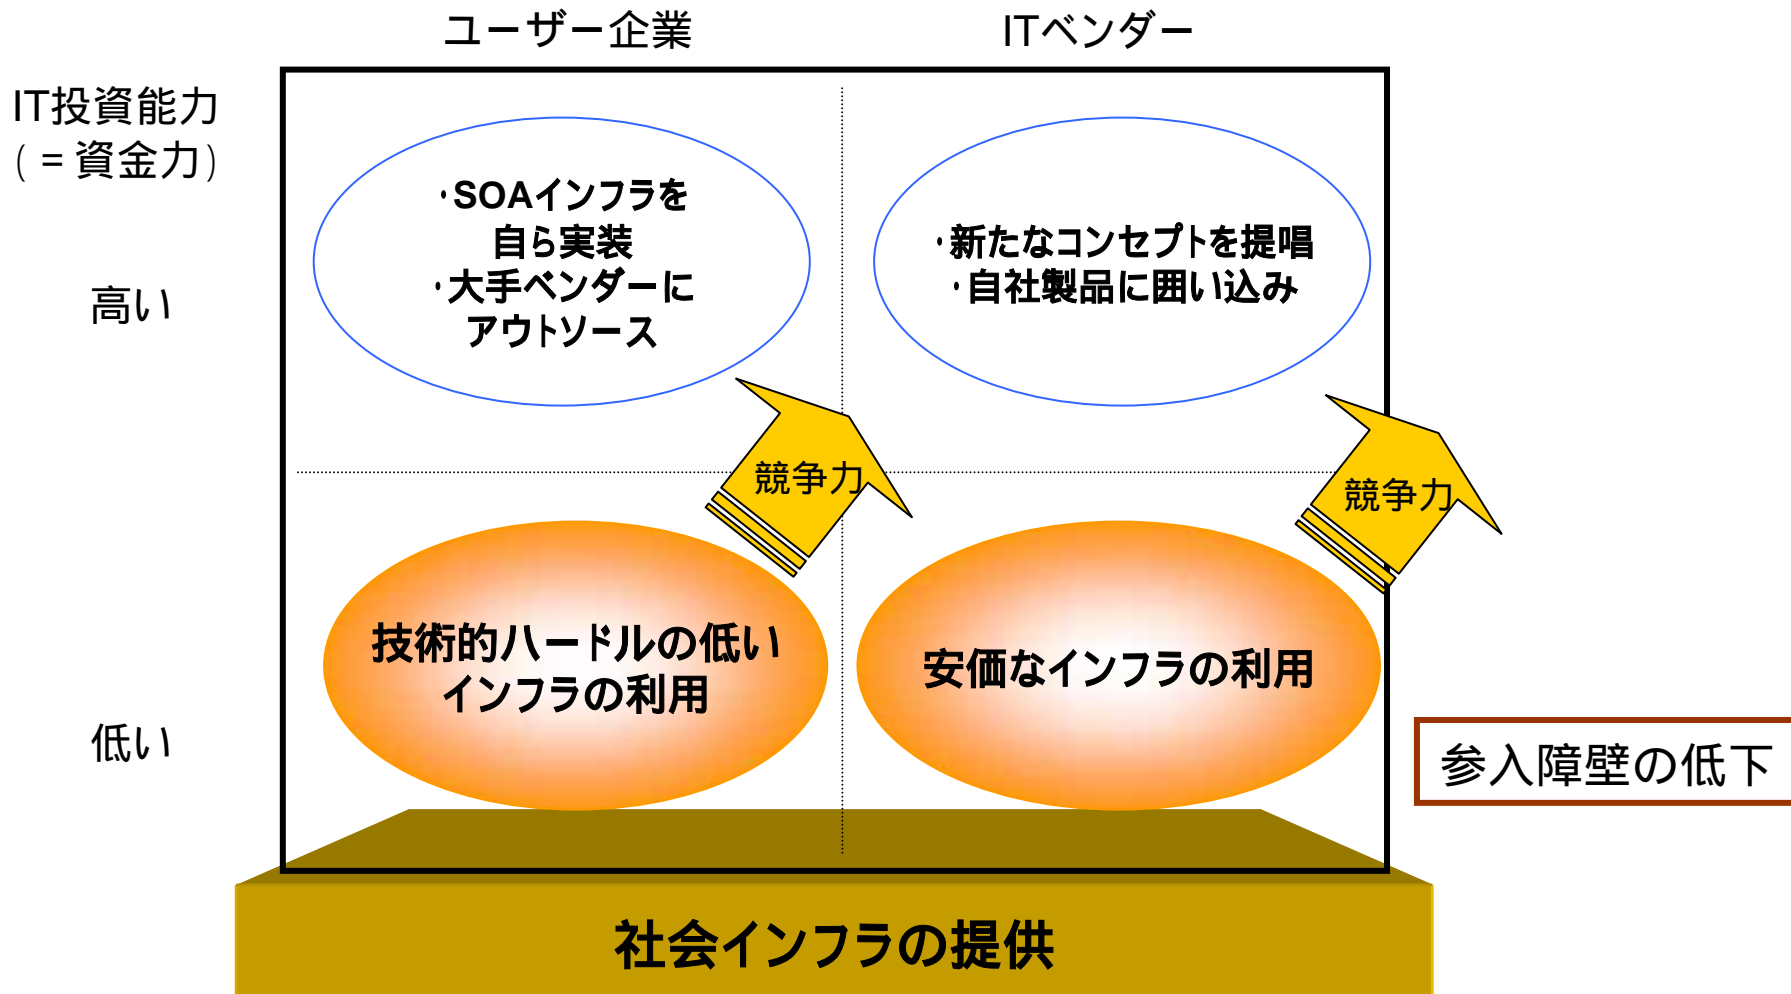 ユーザー企業
ITベンダー
IT投資能力
(=資金力)
高い
・SOAインフラを
自ら実装
・大手ベンダーに
アウトソース
・新たなコンセプトを提唱
・自社製品に囲い込み
競争力
競争力
低い
技術的ハードルの低い
インフラの利用
安価なインフラの利用
参入障壁の低下
社会インフラの提供